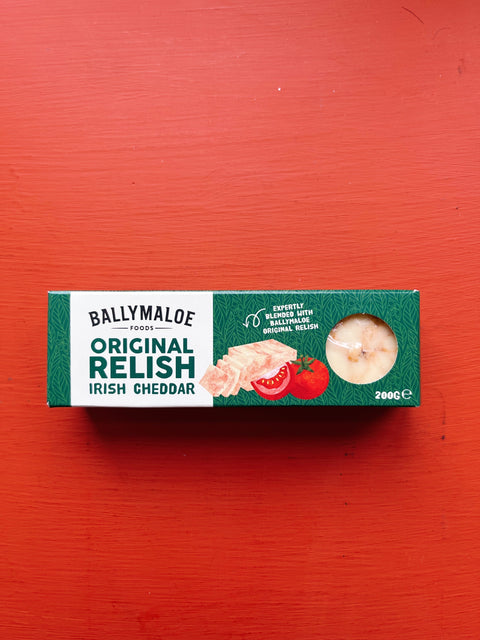 BALLYMALOE
FOODS
ORIGINAL
RELISH
IRISH CHEDDAR
EXPERTLY
BLENDED WITH
BALLYMALOE
ORIGINAL RELISH
200G℮